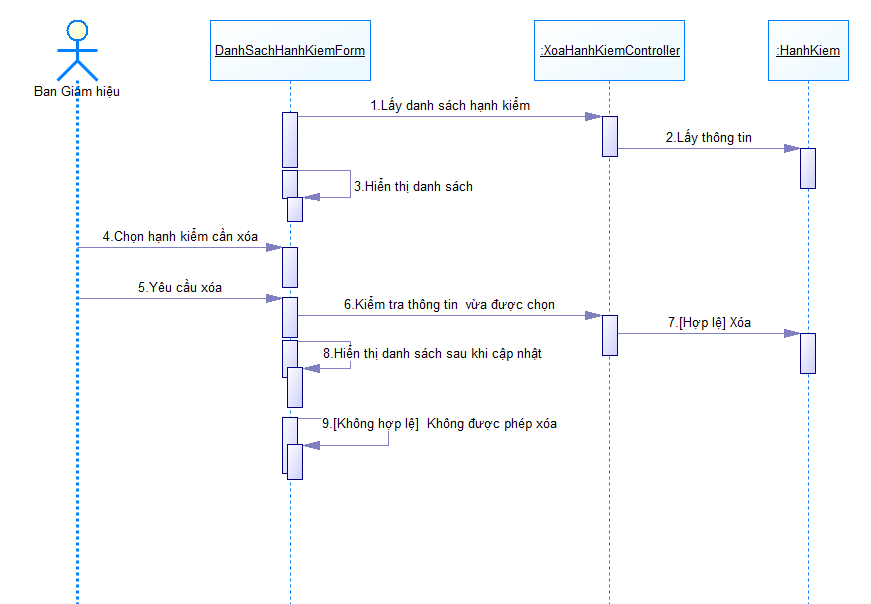 DanhSachHanhKiemForm
:XoaHanhKiemController
:HanhKiem
Ban Giám hiệu
1.Lấy danh sách hạnh kiểm
2.Lấy thông tin
3.Hiển thị danh sách
4.Chọn hạnh kiểm cần xóa
5.Yêu cầu xóa
6.Kiểm tra thông tin  vừa được chọn
7.[Hợp lệ] Xóa
8.Hiển thị danh sách sau khi cập nhật
9.[Không hợp lệ]  Không được phép xóa